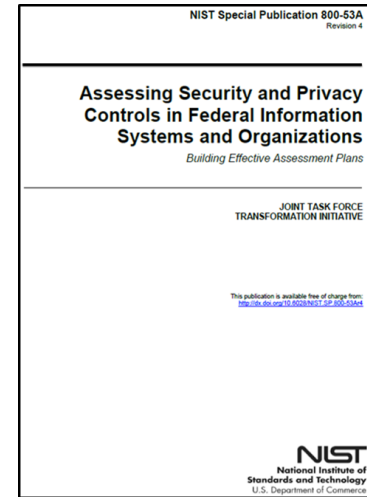 NIST Special Publication 800-53A
Revision 4
Assessing Security and Privacy
Controls in Federal Information
Systems and Organizations
Building Effective Assessment Plans
JOINT TASK FORCE
TRANSFORMATION INITIATIVE
This publication is available free of charge from:
http://dx.doi.org/10.6028/NIST.SP.800-53Ar4
NIST
National Institute of
Standards and Technology
U.S. Department of Commerce